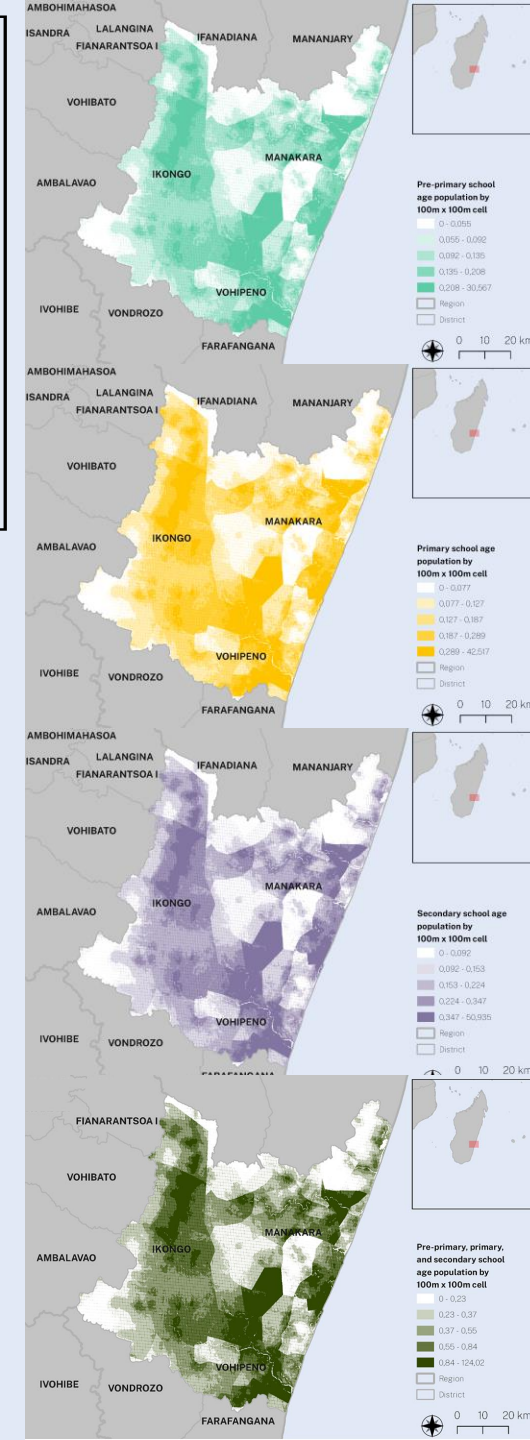 AMBOHIMAHASOA
ISANDRA
LALANGINA
IFANADIANA
MANANJARY
FIANARANTSOA I
VOHIBATO
MANAKARA
IKONGO
AMBALAVAO
VOHIPENO
IVOHIBE
VONDROZO
FARAFANGANA
Pre-primary school
age population by
100m x 100m cell
0 - 0,055
0,055 - 0,092
0,092 - 0,135
0,135 - 0,208
0,208 - 30,567
Region
District
0 10 20 km
AMBOHIMAHASOA
ISANDRA
LALANGINA
IFANADIANA
MANANJARY
FIANARANTSOA I
VOHIBATO
MANAKARA
IKONGO
AMBALAVAO
VOHIPENO
IVOHIBE
VONDROZO
FARAFANGANA
Primary school age
population by
100m x 100m cell
0 - 0,077
0,077 - 0,127
0,127 - 0,187
0,187 - 0,289
0,289 - 42,517
Region
District
0 10 20 km
AMBOHIMAHASOA
ISANDRA
LALANGINA
IFANADIANA
MANANJARY
FIANARANTSOA I
VOHIBATO
MANAKARA
IKONGO
AMBALAVAO
VOHIPENO
IVOHIBE
VONDROZO
FARAFANGANA
Secondary school age
population by
100m x 100m cell
0 - 0,092
0,092 - 0,153
0,153 - 0,224
0,224 - 0,347
0,347 - 50,935
Region
District
0 10 20 km
FIANARANTSOA I
VOHIBATO
MANAKARA
IKONGO
AMBALAVAO
VOHIPENO
IVOHIBE
VONDROZO
FARAFANGANA
Pre-primary, primary,
and secondary school
age population by
100m x 100m cell
0 - 0,23
0,23 - 0,37
0,37 - 0,55
0,55 - 0,84
0,84 - 124,02
Region
District
0 10 20 km